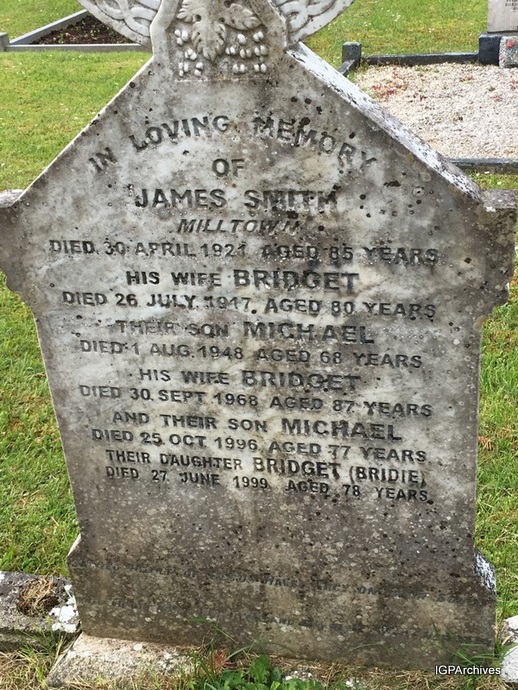 IN LOVING MEMORY
OF
JAMES SMITH
MILLTOWN
DIED 30 APRIL 1921 AGED 85 YEARS
HIS WIFE BRIDGET
DIED 26 JULY 1917 AGED 80 YEARS
THEIR SON MICHAEL
DIED 1 AUG. 1948 AGED 68 YEARS
HIS WIFE BRIDGET
DIED 30 SEPT 1968 AGED 87 YEARS
AND THEIR SON MICHAEL
DIED 25 OCT 1996 AGED 77 YEARS
THEIR DAUGHTER BRIDGET (BRIDIE)
DIED 27 JUNE 1999 AGED 78 YEARS
IGPArchives